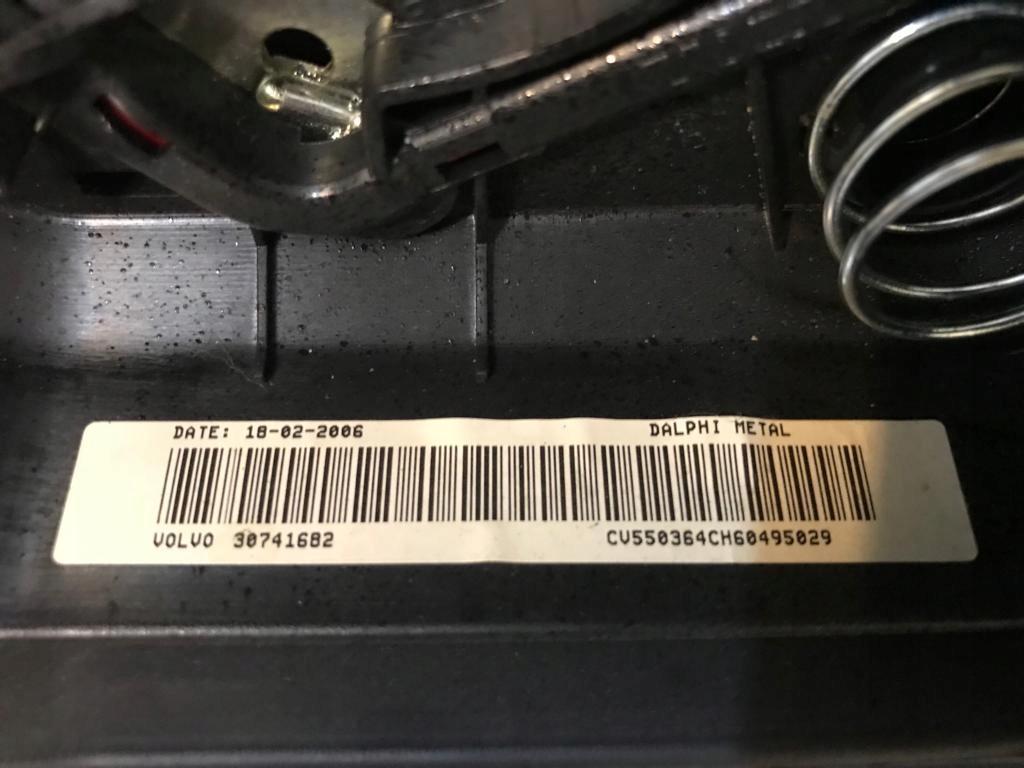 DATE: 18-02-2006
DALPHI METAL
VOLVO 30741682
CV550364CH60495029